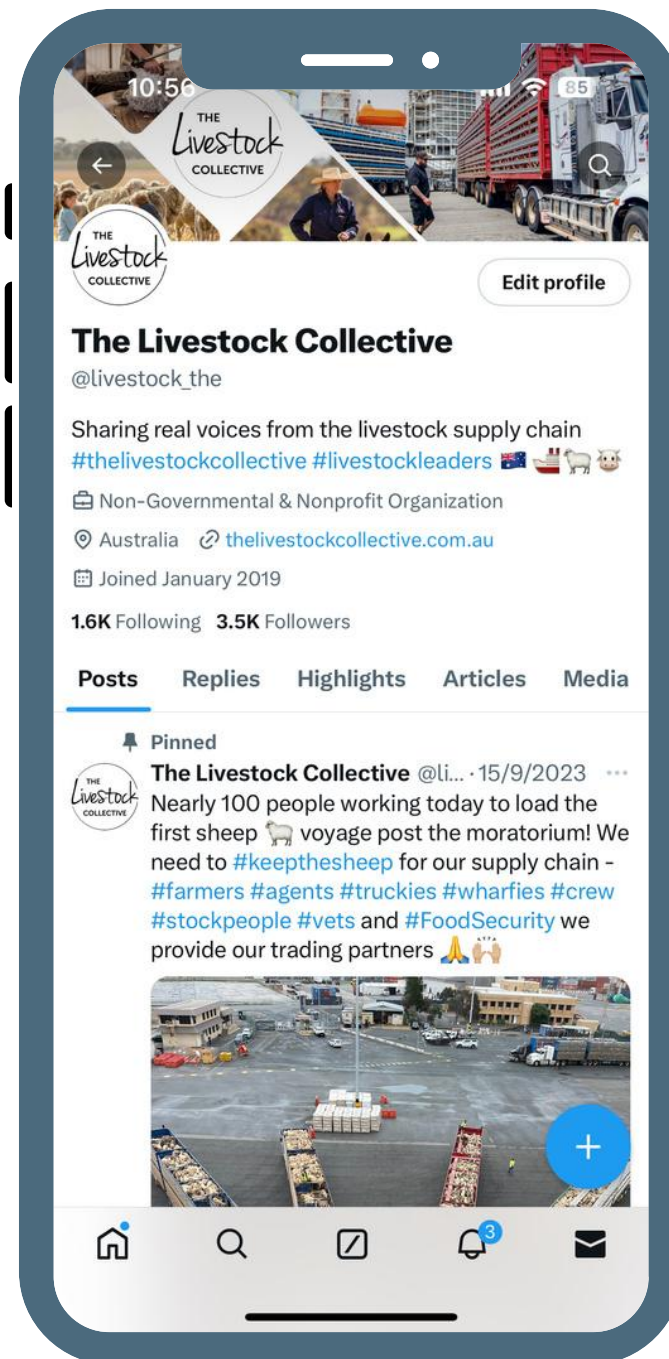 10:56
85
THE
Livestock
COLLECTIVE
THE
Livestock
COLLECTIVE
Edit profile
The Livestock Collective
@livestock_the
Sharing real voices from the livestock supply chain
#thelivestockcollective #livestockleaders 🇦🇺 🚢🐑🐮
Non-Governmental & Nonprofit Organization
Australia thelivestockcollective.com.au
Joined January 2019
1.6K Following 3.5K Followers
Posts Replies Highlights Articles Media
Pinned
THE
Livestock
COLLECTIVE
The Livestock Collective @li... · 15/9/2023 ...
Nearly 100 people working today to load the
first sheep 🐑 voyage post the moratorium! We
need to #keepthesheep for our supply chain -
#farmers #agents #truckies #wharfies #crew
#stockpeople #vets and #FoodSecurity we
provide our trading partners 🙏🙌🏼
3